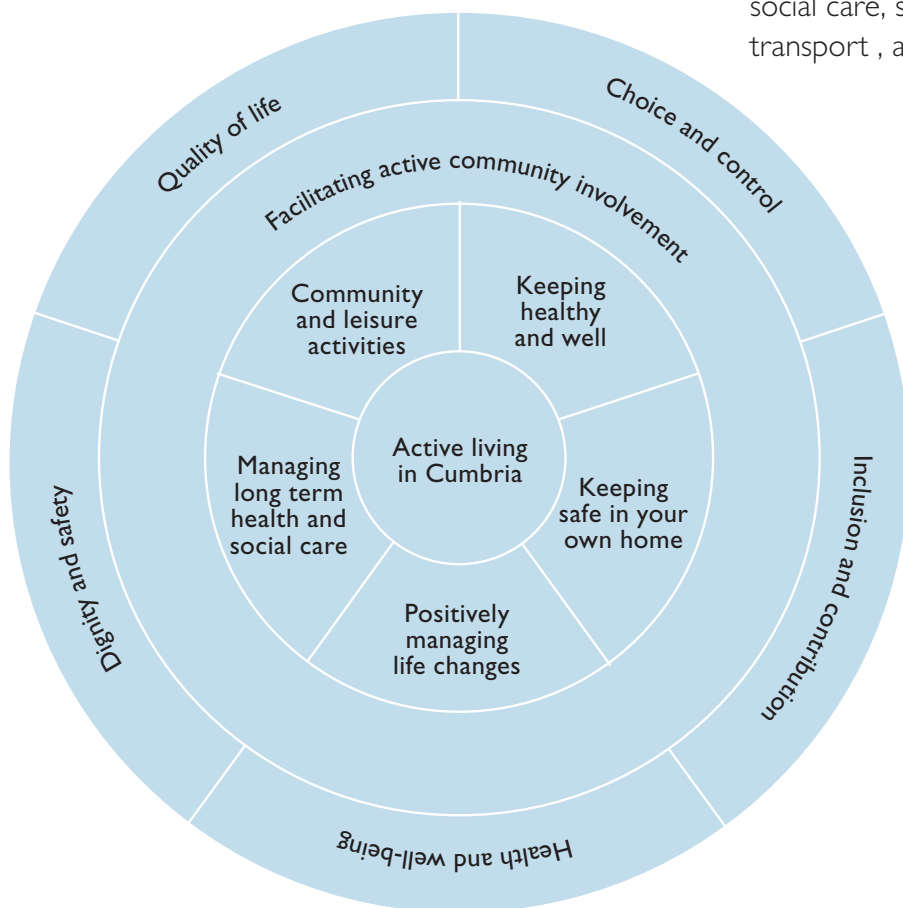 social care, s
transport , a
Quality of life
Choice and control
Facilitating active community involvement
Community
and leisure
activities
Keeping
healthy
and well
Active living
in Cumbria
Managing
long term
health and
social care
Keeping
safe in your
own home
Positively
managing
life changes
Dignity and safety
Inclusion and contribution
Health and well-being